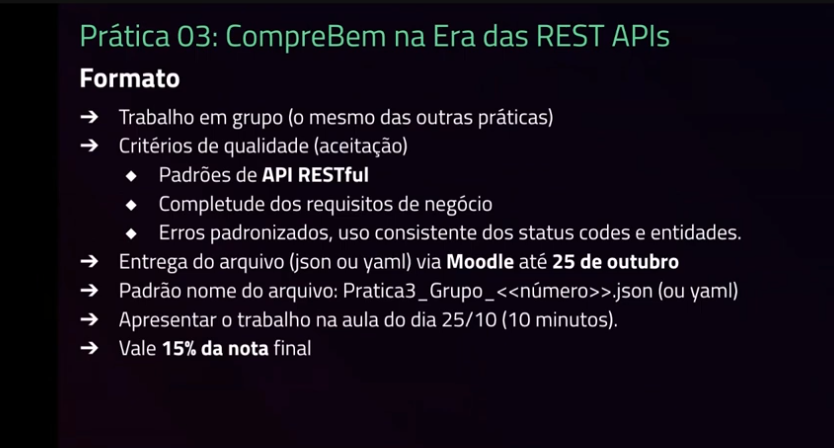 Prática 03: CompreBem na Era das REST APIs
Formato
➔ Trabalho em grupo (o mesmo das outras práticas)
➔ Critérios de qualidade (aceitação)
◆ Padrões de API RESTful
◆ Completude dos requisitos de negócio
◆ Erros padronizados, uso consistente dos status codes e entidades.
➔ Entrega do arquivo (json ou yaml) via Moodle até 25 de outubro
➔ Padrão nome do arquivo: Pratica3_Grupo_<<número>>.json (ou yaml)
➔ Apresentar o trabalho na aula do dia 25/10 (10 minutos).
➔ Vale 15% da nota final